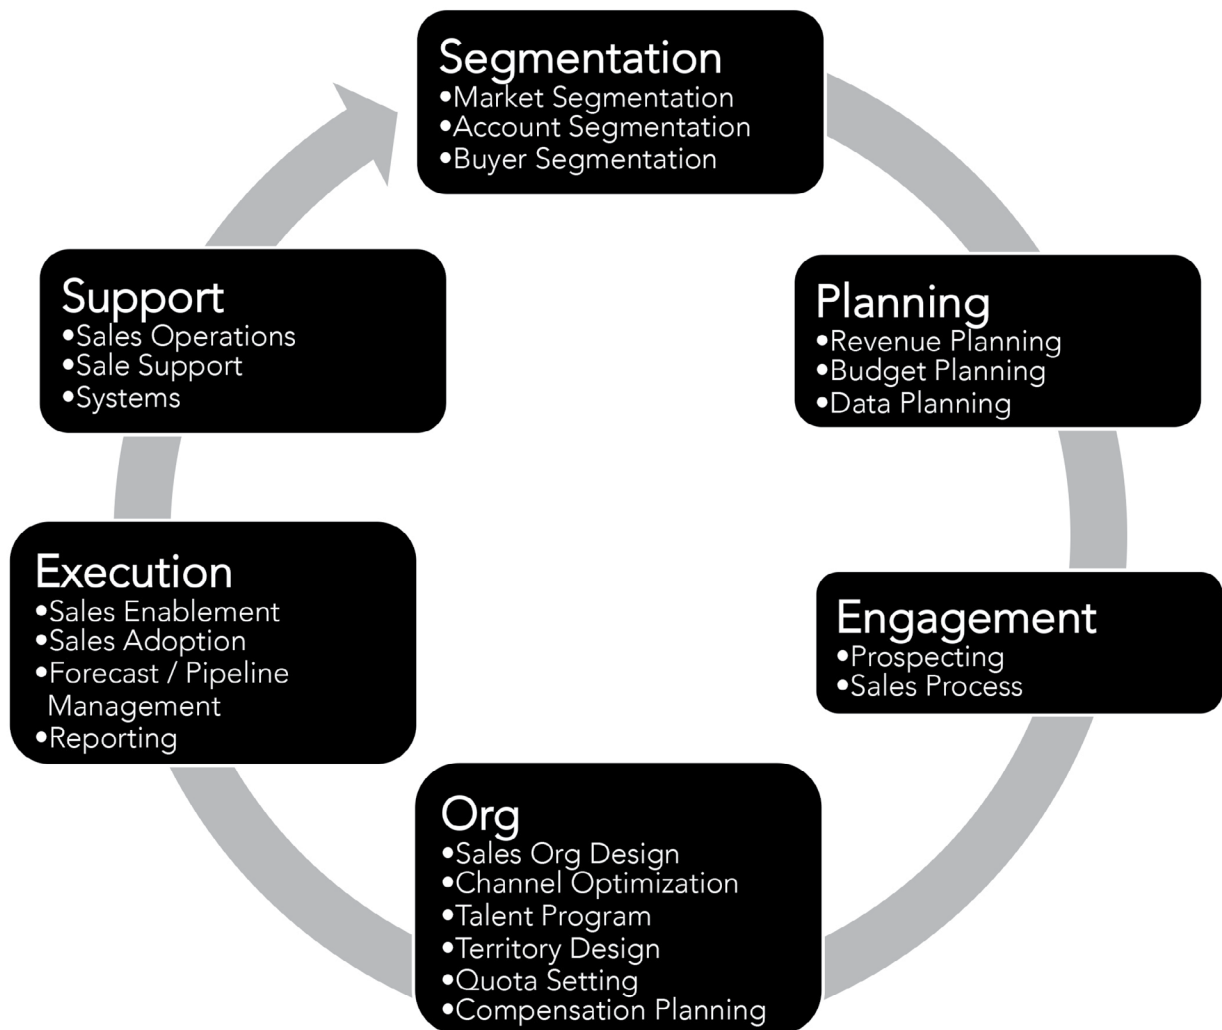 Segmentation
•Market Segmentation
•Account Segmentation
•Buyer Segmentation
Planning
•Revenue Planning
•Budget Planning
•Data Planning
Engagement
•Prospecting
•Sales Process
Org
•Sales Org Design
•Channel Optimization
•Talent Program
•Territory Design
•Quota Setting
•Compensation Planning
Execution
•Sales Enablement
•Sales Adoption
•Forecast / Pipeline
Management
•Reporting
Support
•Sales Operations
•Sale Support
•Systems